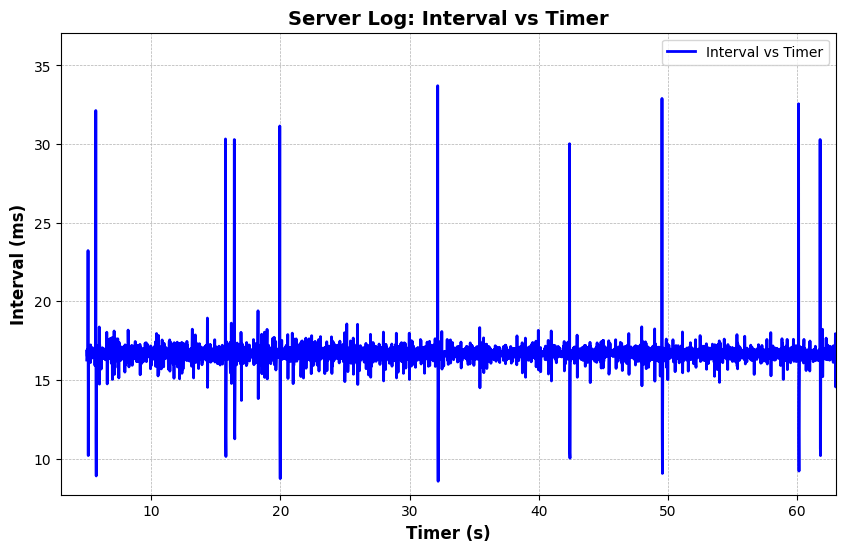 Server Log: Interval vs Timer
Interval vs Timer
35
30
25
20
15
10
Interval (ms)
10 20 30 40 50 60
Timer (s)